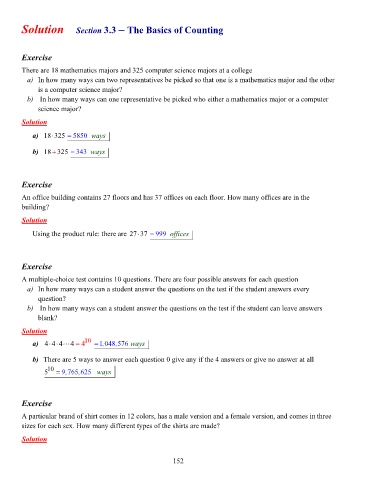 Solution Section 3.3 – The Basics of Counting
Exercise
There are 18 mathematics majors and 325 computer science majors at a college
a) In how many ways can two representatives be picked so that one is a mathematics major and the other
is a computer science major?
b) In how many ways can one representative be picked who either a mathematics major or a computer
science major?
Solution
a) 18·325 = 5850 ways
b) 18 + 325 = 343 ways
Exercise
An office building contains 27 floors and has 37 offices on each floor. How many offices are in the
building?
Solution
Using the product rule: there are 27·37 = 999 offices
Exercise
A multiple-choice test contains 10 questions. There are four possible answers for each question
a) In how many ways can a student answer the questions on the test if the student answers every
question?
b) In how many ways can a student answer the questions on the test if the student can leave answers
blank?
Solution
a) 4·4·4···4 = 4^10 = 1,048,576 ways
b) There are 5 ways to answer each question 0 give any if the 4 answers or give no answer at all
5^10 = 9,765,625 ways
Exercise
A particular brand of shirt comes in 12 colors, has a male version and a female version, and comes in three
sizes for each sex. How many different types of the shirts are made?
Solution
152